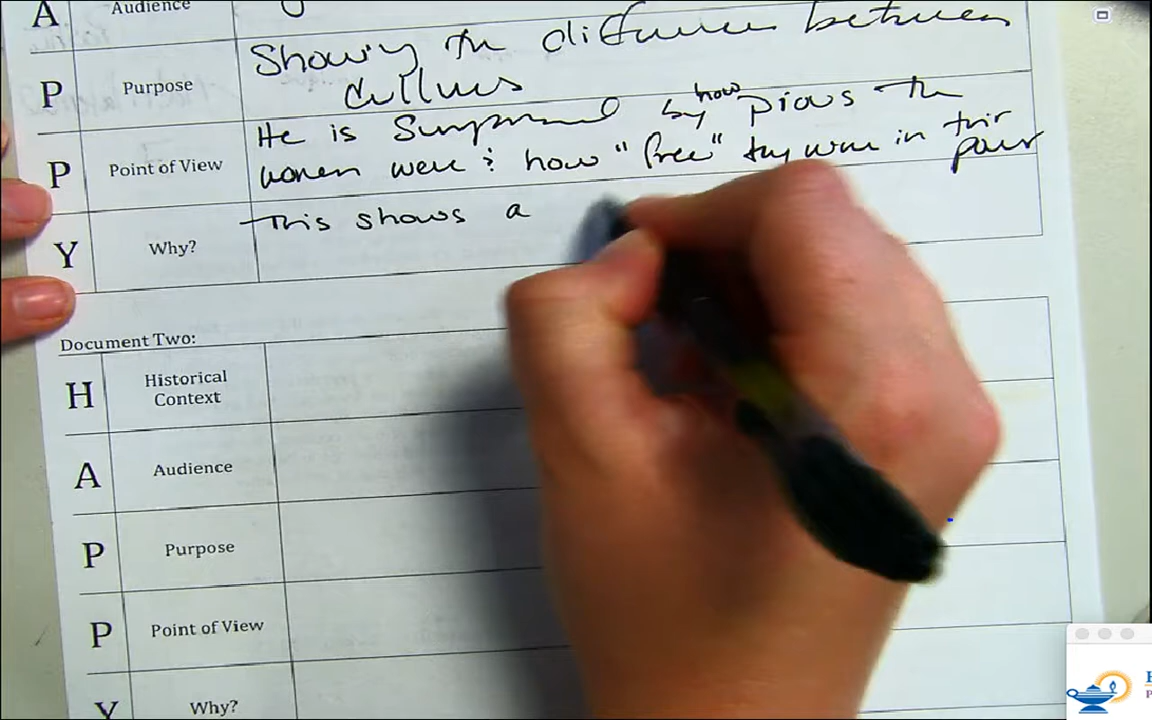 A Audience
P Purpose Showing the difference between
cultures
P Point of View He is Surprised by how pious the
women were & how "free" they were in their
power
Y Why? This shows a
Document Two:
H Historical
Context
A Audience
P Purpose
P Point of View
Y Why?